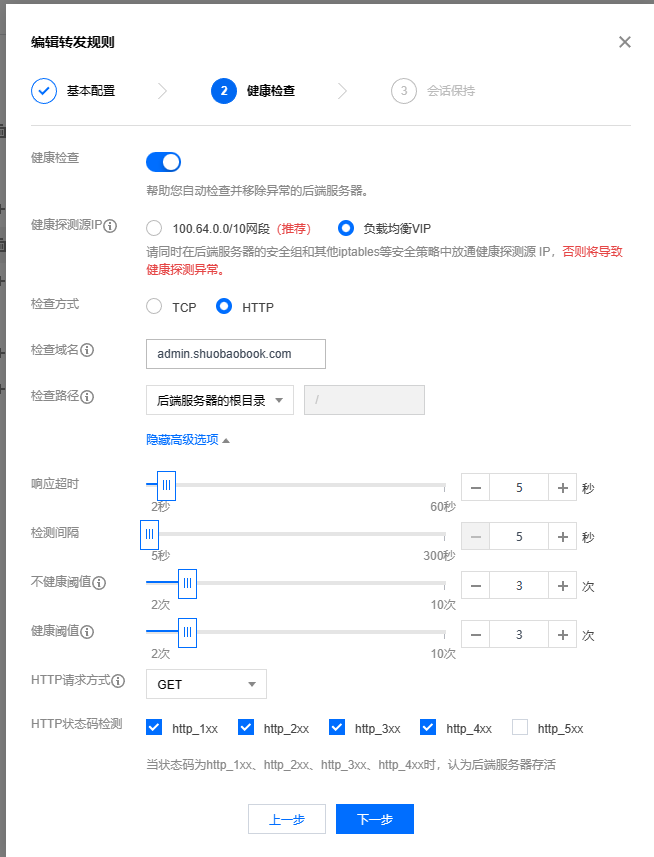 编辑转发规则
基本配置
2 健康检查
3 会话保持
健康检查
帮助您自动检查并移除异常的后端服务器。
健康探测源IP 100.64.0.0/10网段（推荐） 负载均衡VIP
请同时在后端服务器的安全组和其他iptables等安全策略中放通健康探测源 IP，否则将导致
健康探测异常。
检查方式 TCP HTTP
检查域名 admin.shuobaobook.com
检查路径 后端服务器的根目录 /
隐藏高级选项
响应超时 5 秒
2秒 60秒
检测间隔 5 秒
5秒 300秒
不健康阈值 3 次
2次 10次
健康阈值 3 次
2次 10次
HTTP请求方式 GET
HTTP状态码检测 http_1xx http_2xx http_3xx http_4xx http_5xx
当状态码为http_1xx、http_2xx、http_3xx、http_4xx时，认为后端服务器存活
上一步 下一步